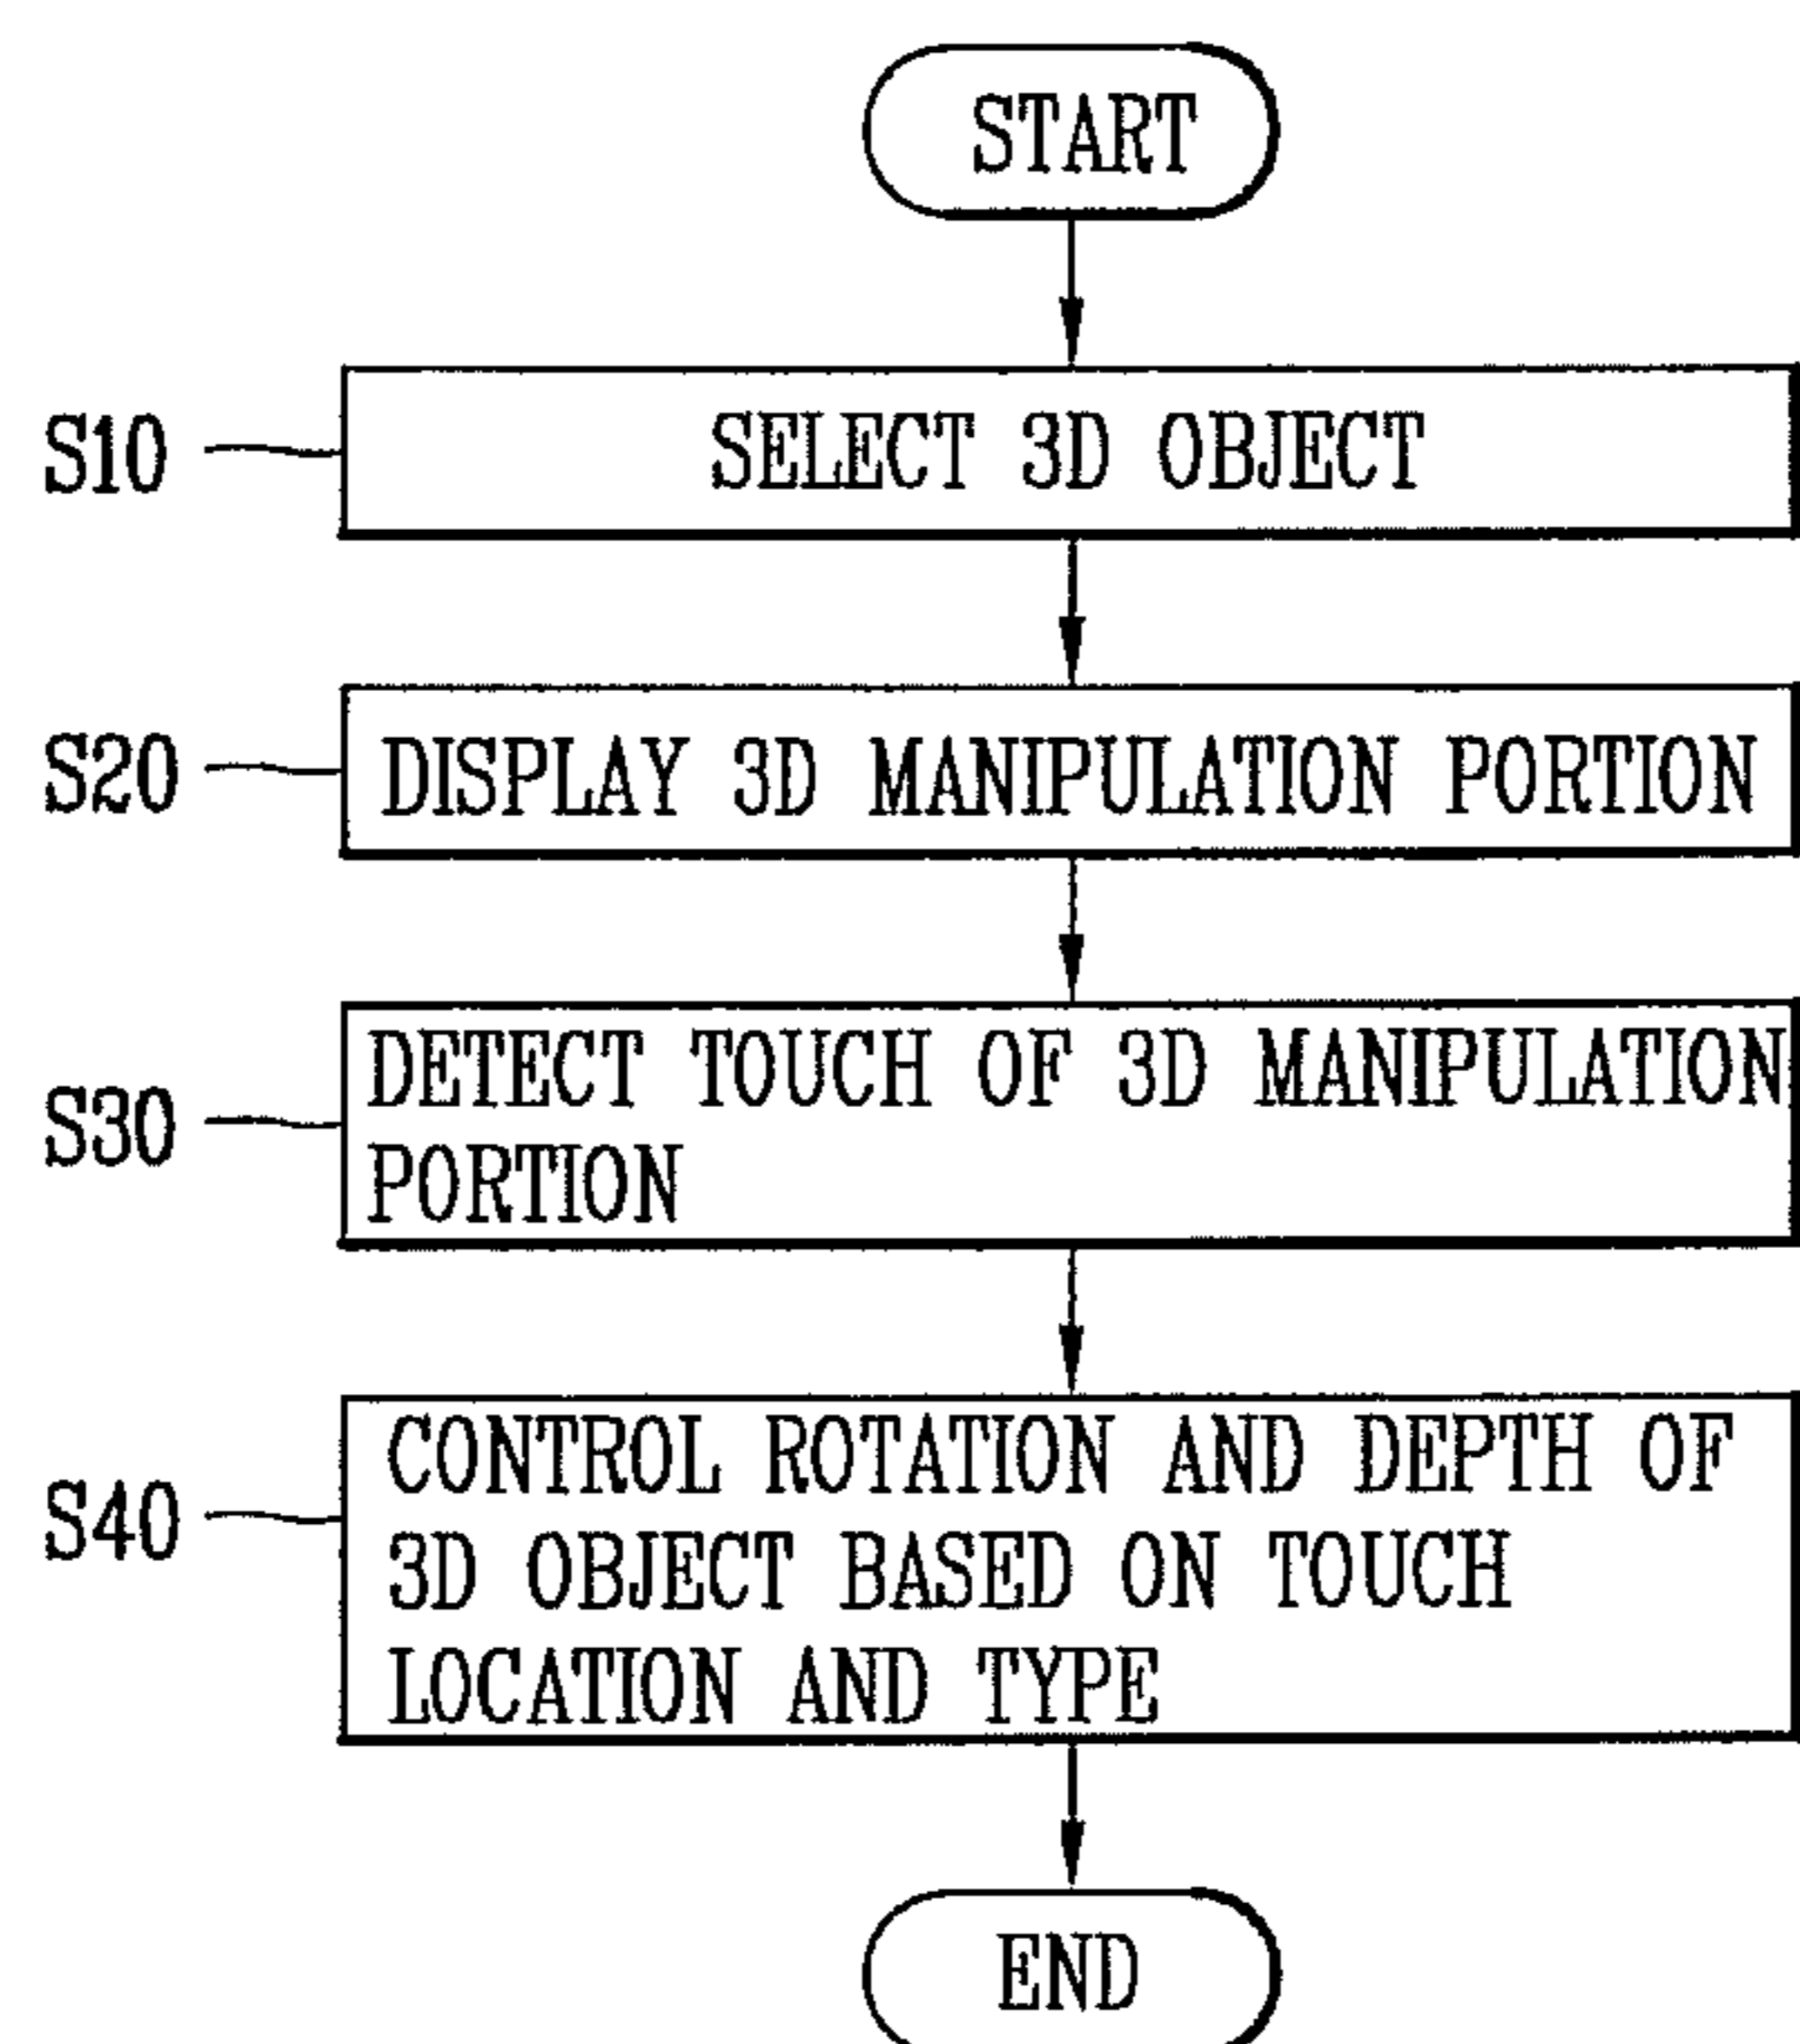 START
S10
SELECT 3D OBJECT
S20
DISPLAY 3D MANIPULATION PORTION
S30
DETECT TOUCH OF 3D MANIPULATION
PORTION
S40
CONTROL ROTATION AND DEPTH OF
3D OBJECT BASED ON TOUCH
LOCATION AND TYPE
END